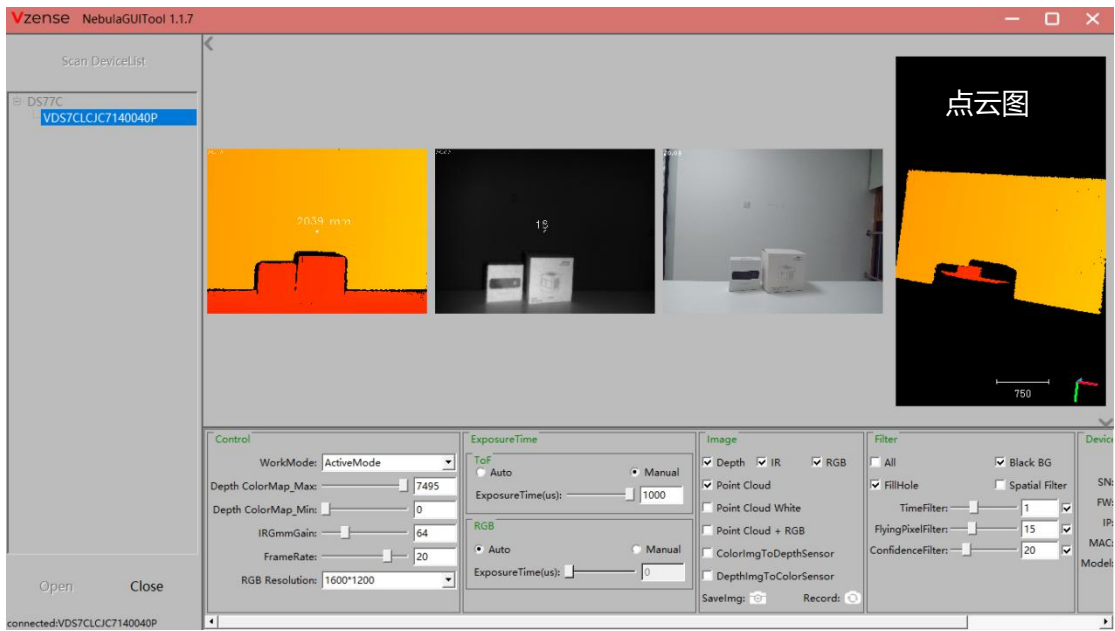 Vzense NebulaGUITool 1.1.7
Scan DeviceList
DS77C
VDS7CLCJC7140040P
点云图
2039 mm
16
750
Control
WorkMode: ActiveMode
Depth ColorMap_Max: 7495
Depth ColorMap_Min: 0
IRGmmGain: 64
FrameRate: 20
RGB Resolution: 1600*1200
ExposureTime
ToF
Auto Manual
ExposureTime(us): 1000
RGB
Auto Manual
ExposureTime(us): 0
Image
Depth IR RGB
Point Cloud
Point Cloud White
Point Cloud + RGB
ColorImgToDepthSensor
DepthImgToColorSensor
SaveImg: Record:
Filter
All Black BG
FillHole Spatial Filter
TimeFilter: 1
FlyingPixelFilter: 15
ConfidenceFilter: 20
Device
SN:
FW:
IP:
MAC:
Model:
Open Close
connected:VDS7CLCJC7140040P